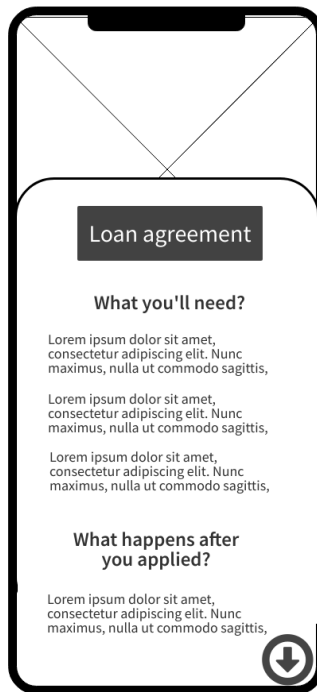 Loan agreement
What you'll need?
Lorem ipsum dolor sit amet,
consectetur adipiscing elit. Nunc
maximus, nulla ut commodo sagittis,
Lorem ipsum dolor sit amet,
consectetur adipiscing elit. Nunc
maximus, nulla ut commodo sagittis,
Lorem ipsum dolor sit amet,
consectetur adipiscing elit. Nunc
maximus, nulla ut commodo sagittis,
What happens after
you applied?
Lorem ipsum dolor sit amet,
consectetur adipiscing elit. Nunc
maximus, nulla ut commodo sagittis,